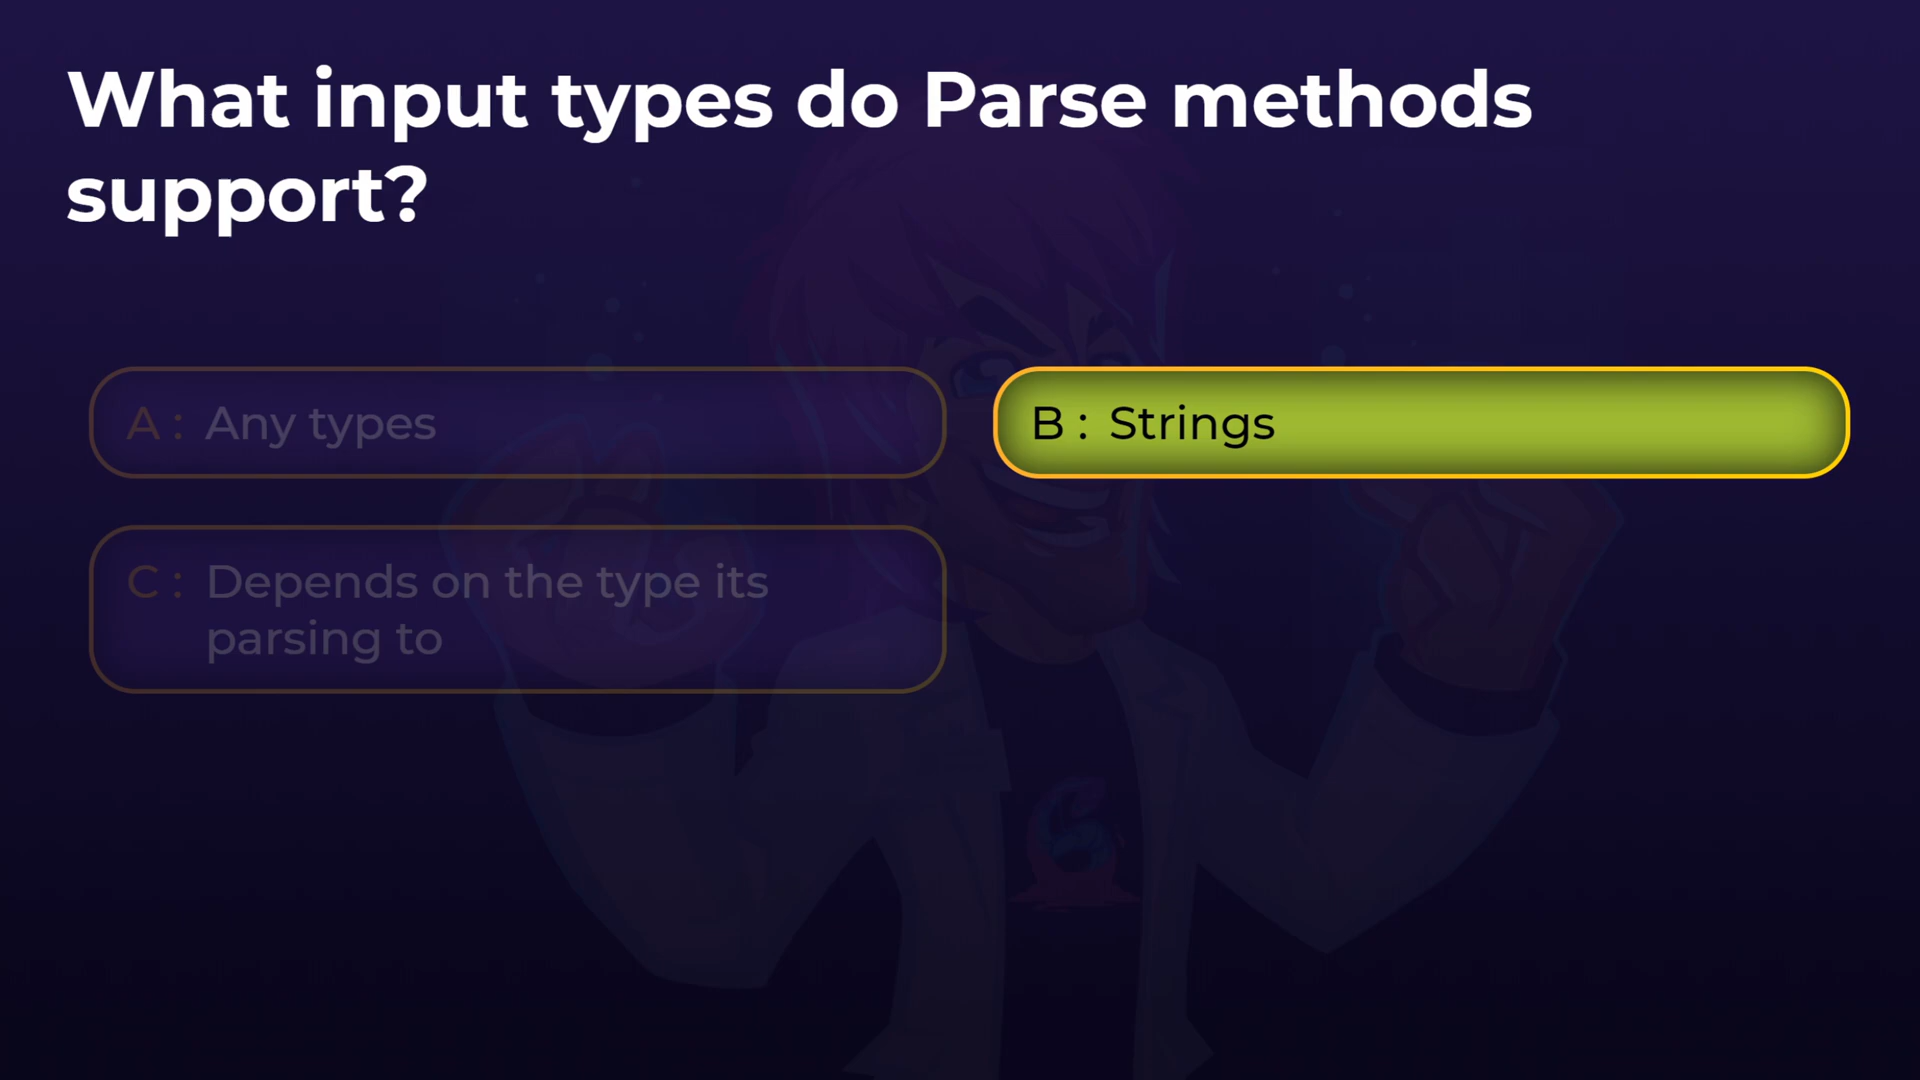 What input types do Parse methods
support?
A : Any types
B : Strings
C : Depends on the type its
parsing to